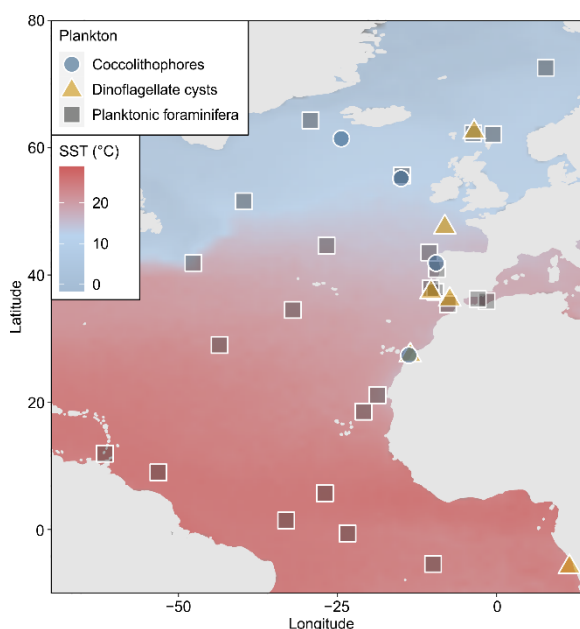 80
60
40
20
0
Latitude
Plankton
Coccolithophores
Dinoflagellate cysts
Planktonic foraminifera
SST (°C)
20
10
0
−50
−25
0
Longitude